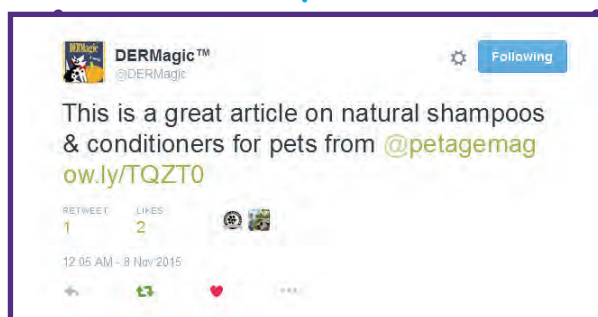 DERMagic
DERMagic™
@DERMagic
Following
This is a great article on natural shampoos
& conditioners for pets from @petagemag
ow.ly/TQZT0
RETWEET LIKES
1 2
12:05 AM - 8 Nov 2015